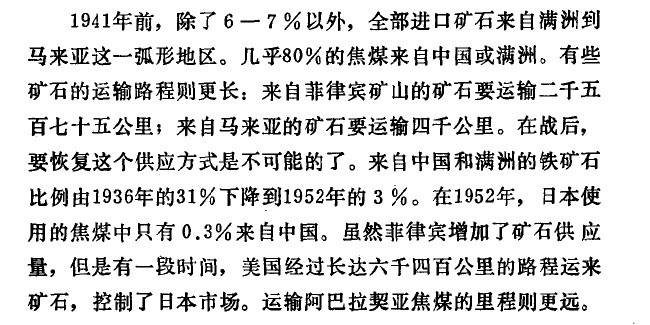 1941年前，除了6—7％以外，全部进口矿石来自满洲到
马来亚这一弧形地区。几乎80％的焦煤来自中国或满洲。有些
矿石的运输路程则更长：来自菲律宾矿山的矿石要运输二千五
百七十五公里；来自马来亚的矿石要运输四千公里。在战后，
要恢复这个供应方式是不可能的了。来自中国和满洲的铁矿石
比例由1936年的31％下降到1952年的3％。在1952年，日本使
用的焦煤中只有0.3％来自中国。虽然菲律宾增加了矿石供应
量，但是有一段时间，美国经过长达六千四百公里的路程运来
矿石，控制了日本市场。运输阿巴拉契亚焦煤的里程则更远。